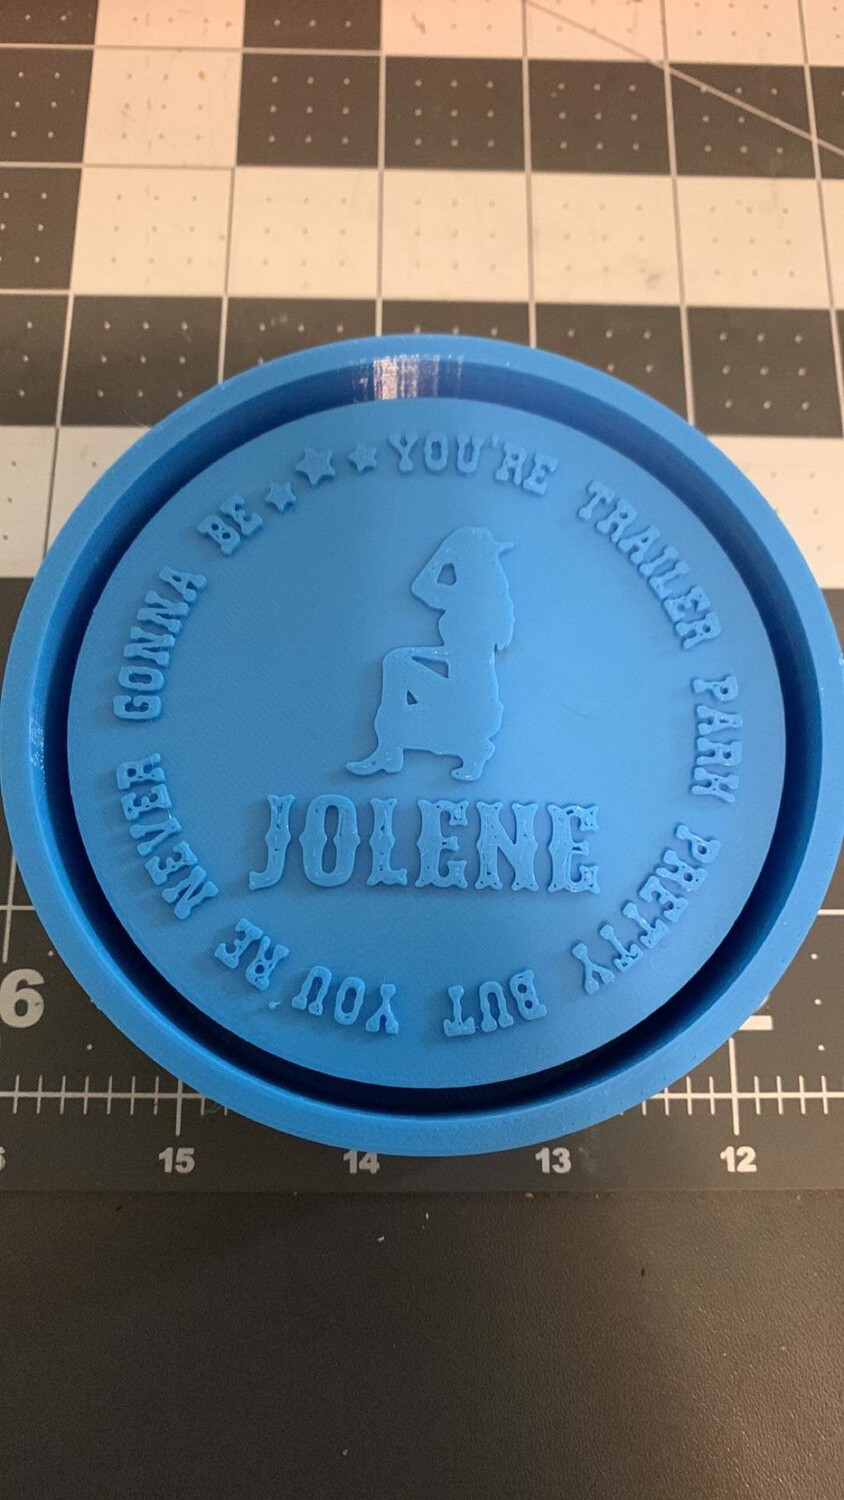 YOU'RE TRAILER PARK PRETTY BUT YOU'RE NEVER GONNA BE
JOLENE
6
15 14 13 12